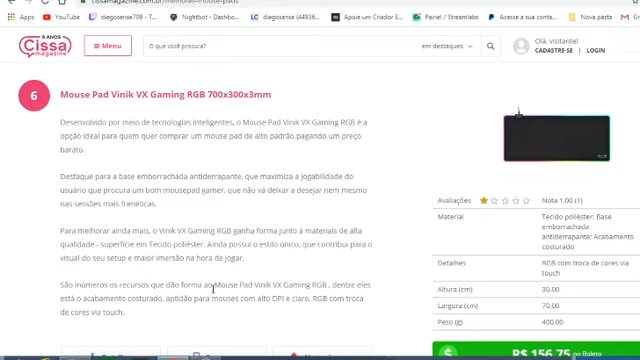 cissamagazine.com.br/melhores-mouse-pads
YouTube diegosense709 - T... Nightbot - Dashbo... LC diegosense (44936... Apoie um Criador E... Painel / Streamlabs Acesse a sua conta... Nova pasta
9 ANOS
Cissa
magazine
Menu
O que você procura?
em destaques
Olá, visitante!
CADASTRE-SE | LOGIN
6
Mouse Pad Vinik VX Gaming RGB 700x300x3mm
Desenvolvido por meio de tecnologias inteligentes, o Mouse Pad Vinik VX Gaming RGB é a
opção ideal para quem quer comprar um mouse pad de alto padrão pagando um preço
barato.
Destaque para a base emborrachada antiderrapante, que maximiza a jogabilidade do
usuário que procura um bom mousepad gamer, que não vá deixar a desejar nem mesmo
nas sessões mais frenéticas.
Para melhorar ainda mais, o Vinik VX Gaming RGB ganha forma junto à materiais de alta
qualidade - superfície em Tecido poliéster. Ainda possui o estilo único, que contribui para o
visual do seu setup e maior imersão na hora de jogar.
São inúmeros os recursos que dão forma ao Mouse Pad Vinik VX Gaming RGB , dentre eles
está o acabamento costurado, aptidão para mouses com alto DPI e claro, RGB com troca
de cores via touch.
Avaliações Nota 1.00 (1)
Material Tecido poliéster; Base
emborrachada
antiderrapante; Acabamento
costurado
Detalhes RGB com troca de cores via
touch
Altura (cm) 30.00
Largura (cm) 70.00
Peso (g) 400.00
R$ 156,75 no Boleto